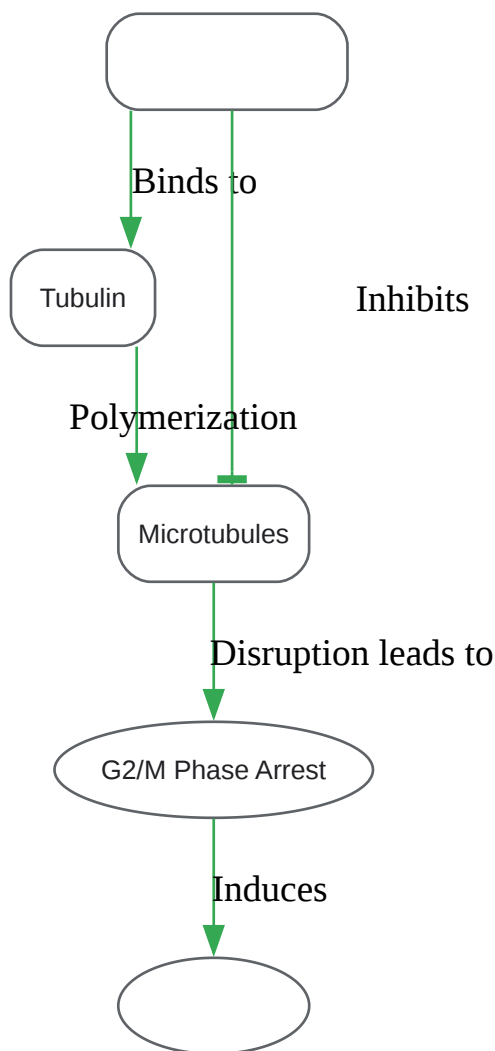 Binds to
Tubulin
Inhibits
Polymerization
Microtubules
Disruption leads to
G2/M Phase Arrest
Induces